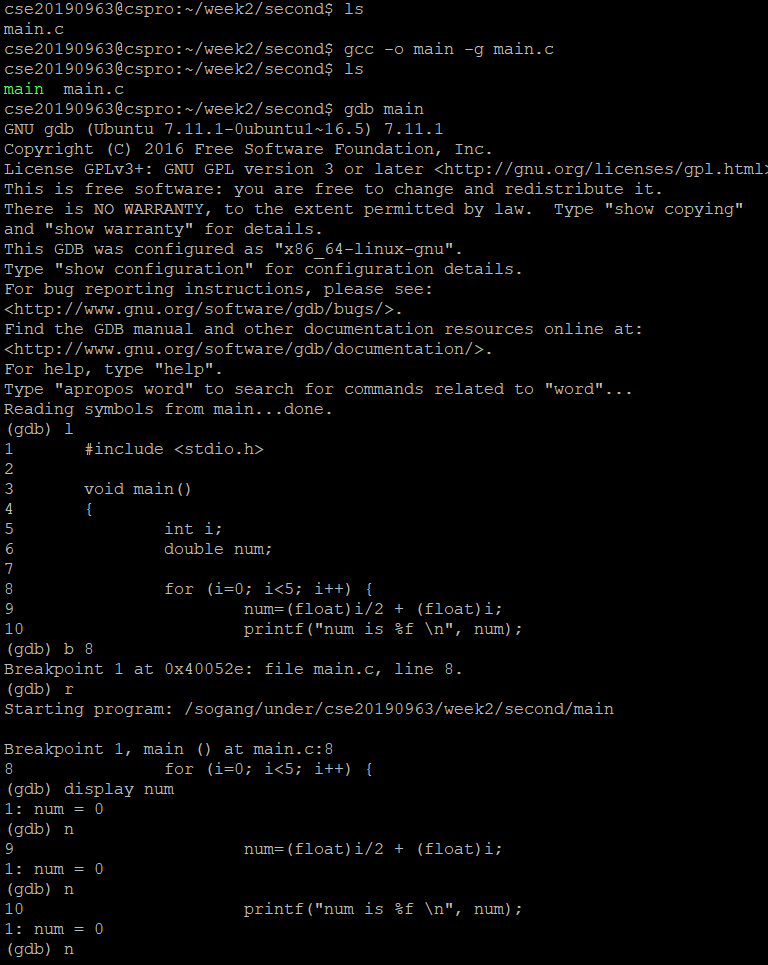 cse20190963@cspro:~/week2/second$ ls
main.c
cse20190963@cspro:~/week2/second$ gcc -o main -g main.c
cse20190963@cspro:~/week2/second$ ls
main  main.c
cse20190963@cspro:~/week2/second$ gdb main
GNU gdb (Ubuntu 7.11.1-0ubuntu1~16.5) 7.11.1
Copyright (C) 2016 Free Software Foundation, Inc.
License GPLv3+: GNU GPL version 3 or later <http://gnu.org/licenses/gpl.html>
This is free software: you are free to change and redistribute it.
There is NO WARRANTY, to the extent permitted by law.  Type "show copying"
and "show warranty" for details.
This GDB was configured as "x86_64-linux-gnu".
Type "show configuration" for configuration details.
For bug reporting instructions, please see:
<http://www.gnu.org/software/gdb/bugs/>.
Find the GDB manual and other documentation resources online at:
<http://www.gnu.org/software/gdb/documentation/>.
For help, type "help".
Type "apropos word" to search for commands related to "word"...
Reading symbols from main...done.
(gdb) l
1       #include <stdio.h>
2
3       void main()
4       {
5               int i;
6               double num;
7
8               for (i=0; i<5; i++) {
9                       num=(float)i/2 + (float)i;
10                      printf("num is %f \n", num);
(gdb) b 8
Breakpoint 1 at 0x40052e: file main.c, line 8.
(gdb) r
Starting program: /sogang/under/cse20190963/week2/second/main

Breakpoint 1, main () at main.c:8
8               for (i=0; i<5; i++) {
(gdb) display num
1: num = 0
(gdb) n
9                       num=(float)i/2 + (float)i;
1: num = 0
(gdb) n
10                      printf("num is %f \n", num);
1: num = 0
(gdb) n